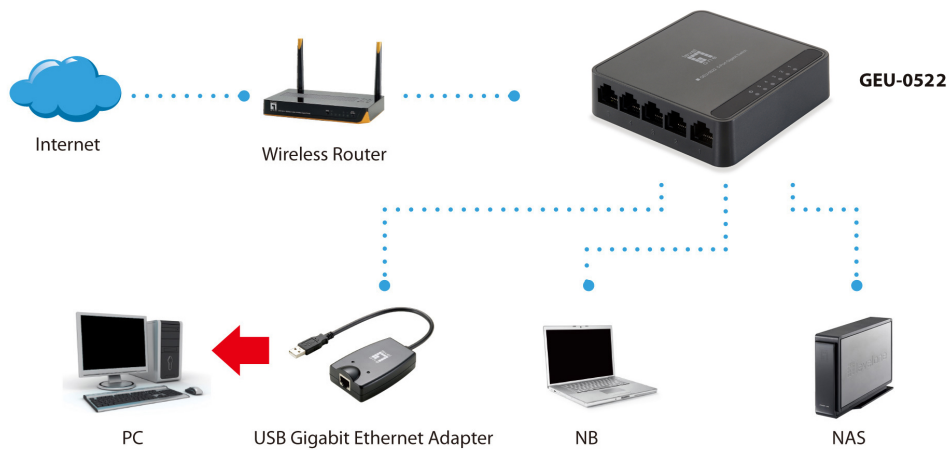 Internet
Wireless Router
GEU-0522
PC
USB Gigabit Ethernet Adapter
NB
NAS